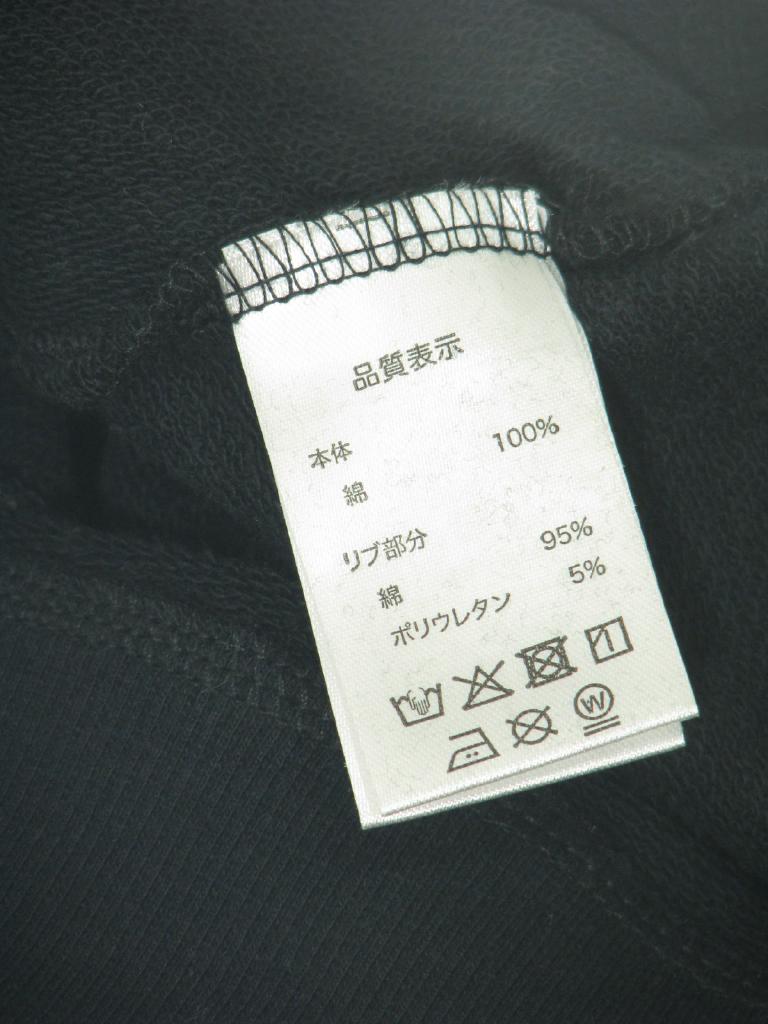 品質表示
本体 100%
綿
リブ部分
綿 95%
ポリウレタン 5%
W